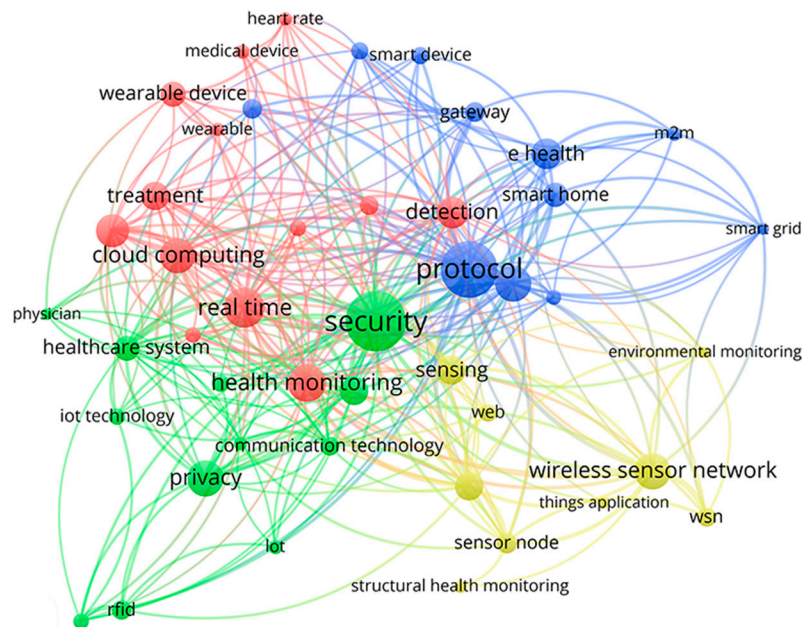 heart rate
medical device
smart device
wearable device
gateway
wearable
m2m
e health
treatment
smart home
detection
smart grid
cloud computing
protocol
real time
physician
security
healthcare system
environmental monitoring
sensing
health monitoring
iot technology
web
communication technology
wireless sensor network
privacy
things application
wsn
sensor node
lot
structural health monitoring
rfid